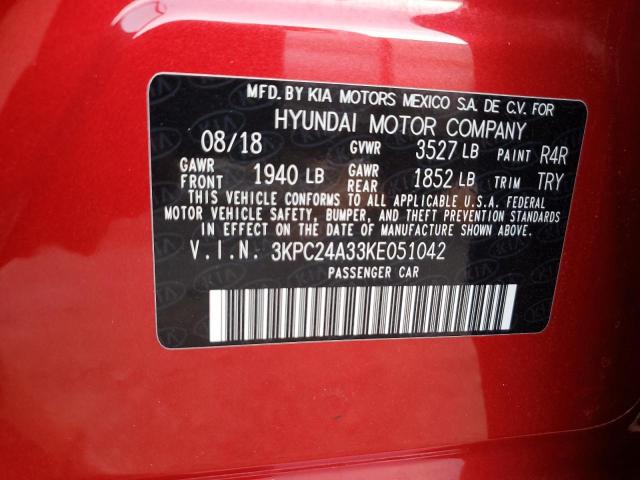 MFD. BY KIA MOTORS MEXICO S.A. DE C.V. FOR
HYUNDAI MOTOR COMPANY
08/18 GVWR 3527 LB PAINT R4R
GAWR FRONT 1940 LB GAWR REAR 1852 LB TRIM TRY
THIS VEHICLE CONFORMS TO ALL APPLICABLE U.S.A. FEDERAL
MOTOR VEHICLE SAFETY, BUMPER, AND THEFT PREVENTION STANDARDS
IN EFFECT ON THE DATE OF MANUFACTURE SHOWN ABOVE.
V.I.N. 3KPC24A33KE051042
PASSENGER CAR